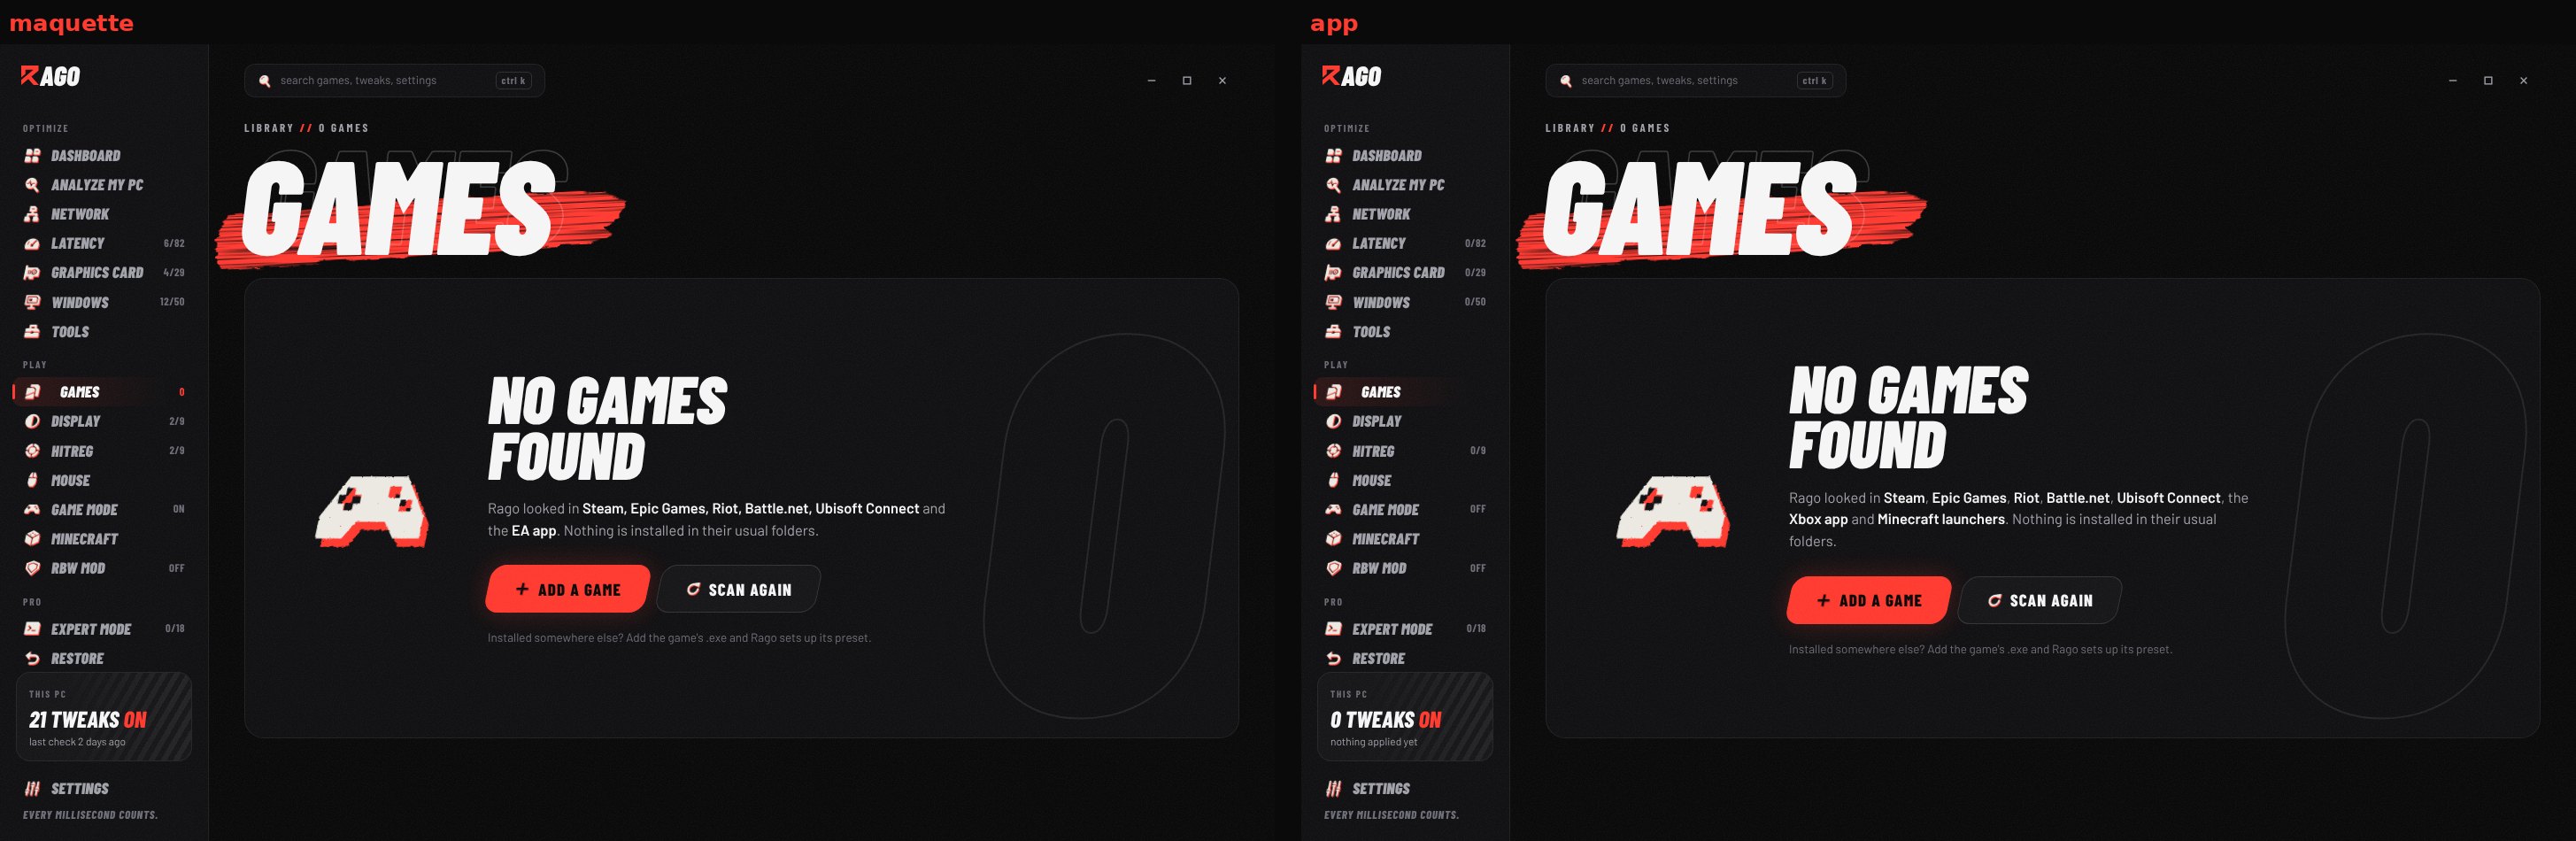 maquette
RAGO
search games, tweaks, settings
ctrl k
OPTIMIZE
DASHBOARD
ANALYZE MY PC
NETWORK
LATENCY 6/82
GRAPHICS CARD 4/29
WINDOWS 12/50
TOOLS
PLAY
GAMES 0
DISPLAY 2/9
HITREG 2/9
MOUSE
GAME MODE ON
MINECRAFT
RBW MOD OFF
PRO
EXPERT MODE 0/18
RESTORE
THIS PC
21 TWEAKS ON
last check 2 days ago
SETTINGS
EVERY MILLISECOND COUNTS.
LIBRARY // 0 GAMES
GAMES
GAMES
NO GAMES
FOUND
Rago looked in Steam, Epic Games, Riot, Battle.net, Ubisoft Connect and
the EA app. Nothing is installed in their usual folders.
+ ADD A GAME
SCAN AGAIN
Installed somewhere else? Add the game's .exe and Rago sets up its preset.
0
app
RAGO
search games, tweaks, settings
ctrl k
OPTIMIZE
DASHBOARD
ANALYZE MY PC
NETWORK
LATENCY 0/82
GRAPHICS CARD 0/29
WINDOWS 0/50
TOOLS
PLAY
GAMES
DISPLAY
HITREG 0/9
MOUSE
GAME MODE OFF
MINECRAFT
RBW MOD OFF
PRO
EXPERT MODE 0/18
RESTORE
THIS PC
0 TWEAKS ON
nothing applied yet
SETTINGS
EVERY MILLISECOND COUNTS.
LIBRARY // 0 GAMES
GAMES
GAMES
NO GAMES
FOUND
Rago looked in Steam, Epic Games, Riot, Battle.net, Ubisoft Connect, the
Xbox app and Minecraft launchers. Nothing is installed in their usual
folders.
+ ADD A GAME
SCAN AGAIN
Installed somewhere else? Add the game's .exe and Rago sets up its preset.
0